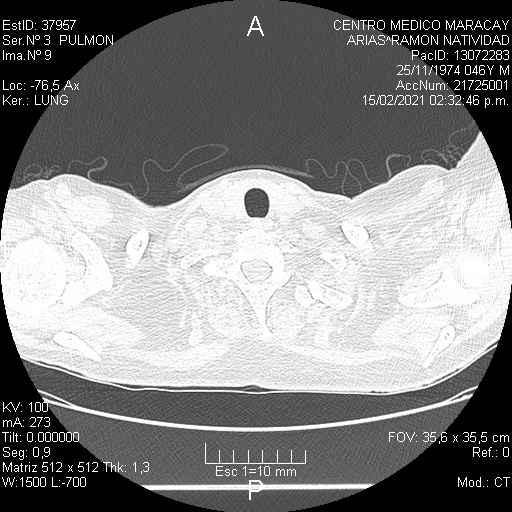 EstID: 37957
Ser.Nº 3 PULMON
Ima.Nº 9
Loc: -76,5 Ax
Ker.: LUNG
A
CENTRO MEDICO MARACAY
ARIAS^RAMON NATIVIDAD
PacID: 13072283
25/11/1974 046Y M
AccNum: 21725001
15/02/2021 02:32:46 p.m.
KV: 100
mA: 273
Tilt: 0.000000
Seg: 0,9
Matriz 512 x 512 Thk: 1,3
W:1500 L:-700
Esc 1=10 mm
P
FOV: 35,6 x 35,5 cm
Ref.: 0
Mod.: CT